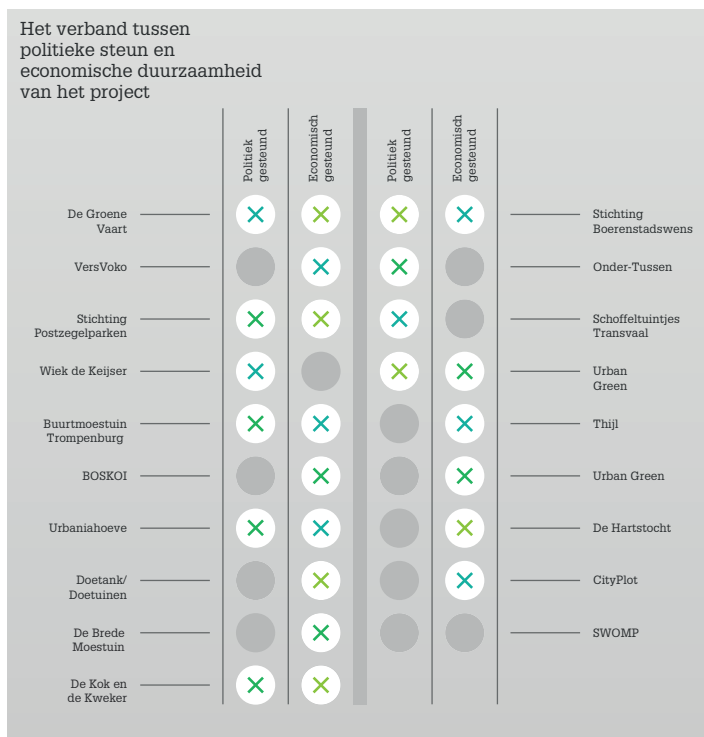 Het verband tussen
politieke steun en
economische duurzaamheid
van het project
Politiek
gesteund
Economisch
gesteund
Politiek
gesteund
Economisch
gesteund
De Groene
Vaart
VersVoko
Stichting
Postzegelparken
Wiek de Keijser
Buurtmoestuin
Trompenburg
BOSKOI
Urbaniahoeve
Doetank/
Doetuinen
De Brede
Moestuin
De Kok en
de Kweker
Stichting
Boerenstadswens
Onder-Tussen
Schoffeltuintjes
Transvaal
Urban
Green
Thijl
Urban Green
De Hartstocht
CityPlot
SWOMP